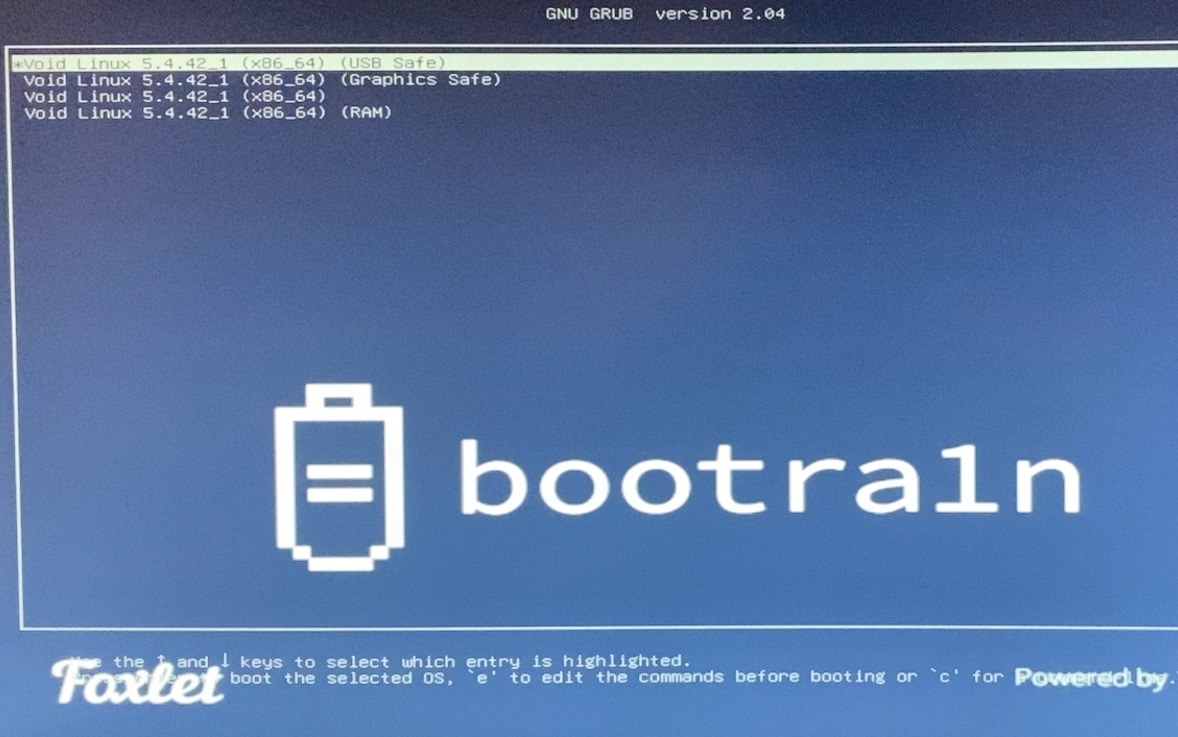 GNU GRUB version 2.04
*Void Linux 5.4.42_1 (x86_64) (USB Safe)
Void Linux 5.4.42_1 (x86_64) (Graphics Safe)
Void Linux 5.4.42_1 (x86_64)
Void Linux 5.4.42_1 (x86_64) (RAM)
bootra1n
the ↑ and ↓ keys to select which entry is highlighted.
boot the selected OS, `e' to edit the commands before booting or `c' for
Foxlet
Powered by